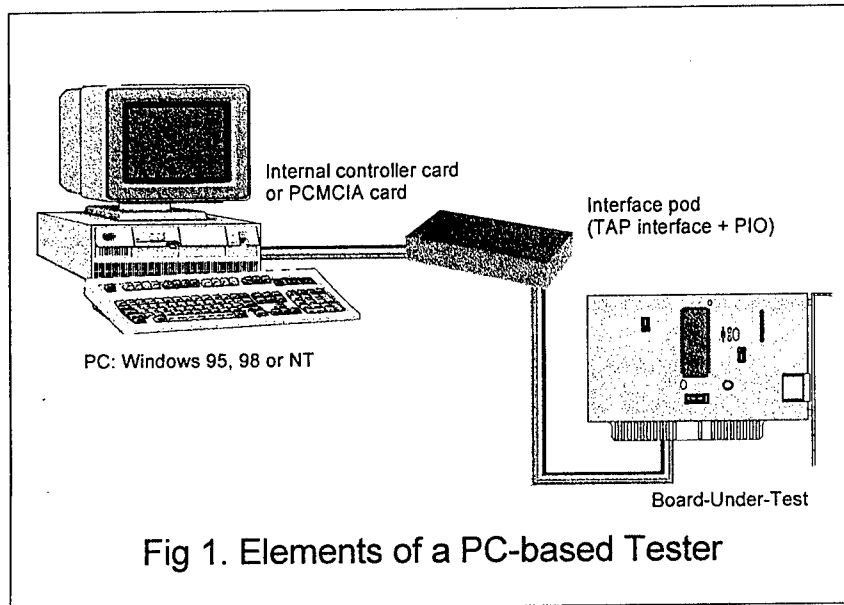 Internal controller card
or PCMCIA card
Interface pod
(TAP interface + PIO)
PC: Windows 95, 98 or NT
Board-Under-Test
Fig 1. Elements of a PC-based Tester